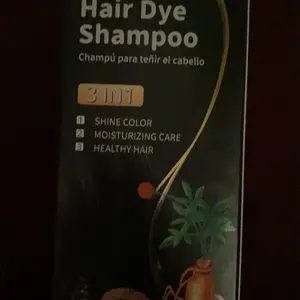 Hair Dye
Shampoo
Champú para teñir el cabello
3 IN 1
1 SHINE COLOR
2 MOISTURIZING CARE
3 HEALTHY HAIR